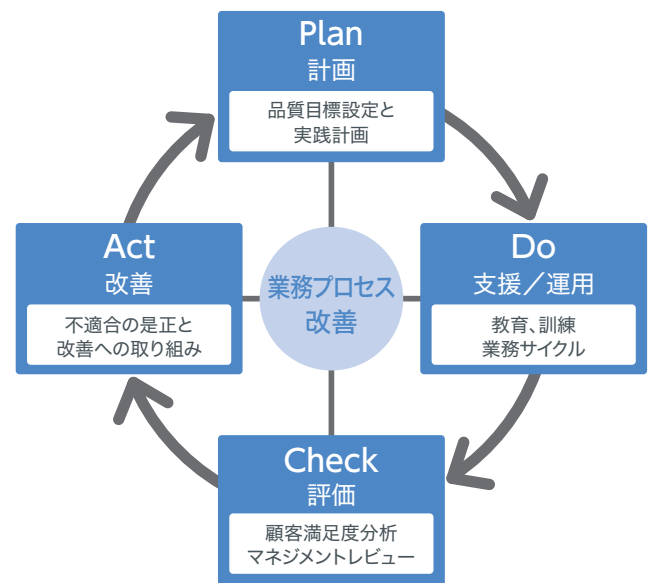 Plan
計画
品質目標設定と
実践計画
Act
改善
不適合の是正と
改善への取り組み
業務プロセス
改善
Do
支援／運用
教育、訓練
業務サイクル
Check
評価
顧客満足度分析
マネジメントレビュー